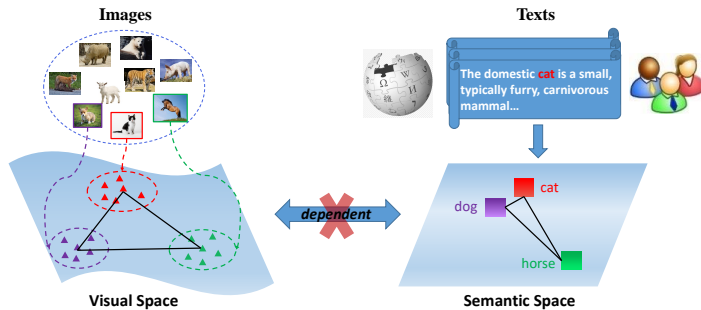 Images
Texts
The domestic cat is a small,
typically furry, carnivorous
mammal...
dependent
cat
dog
horse
Visual Space
Semantic Space